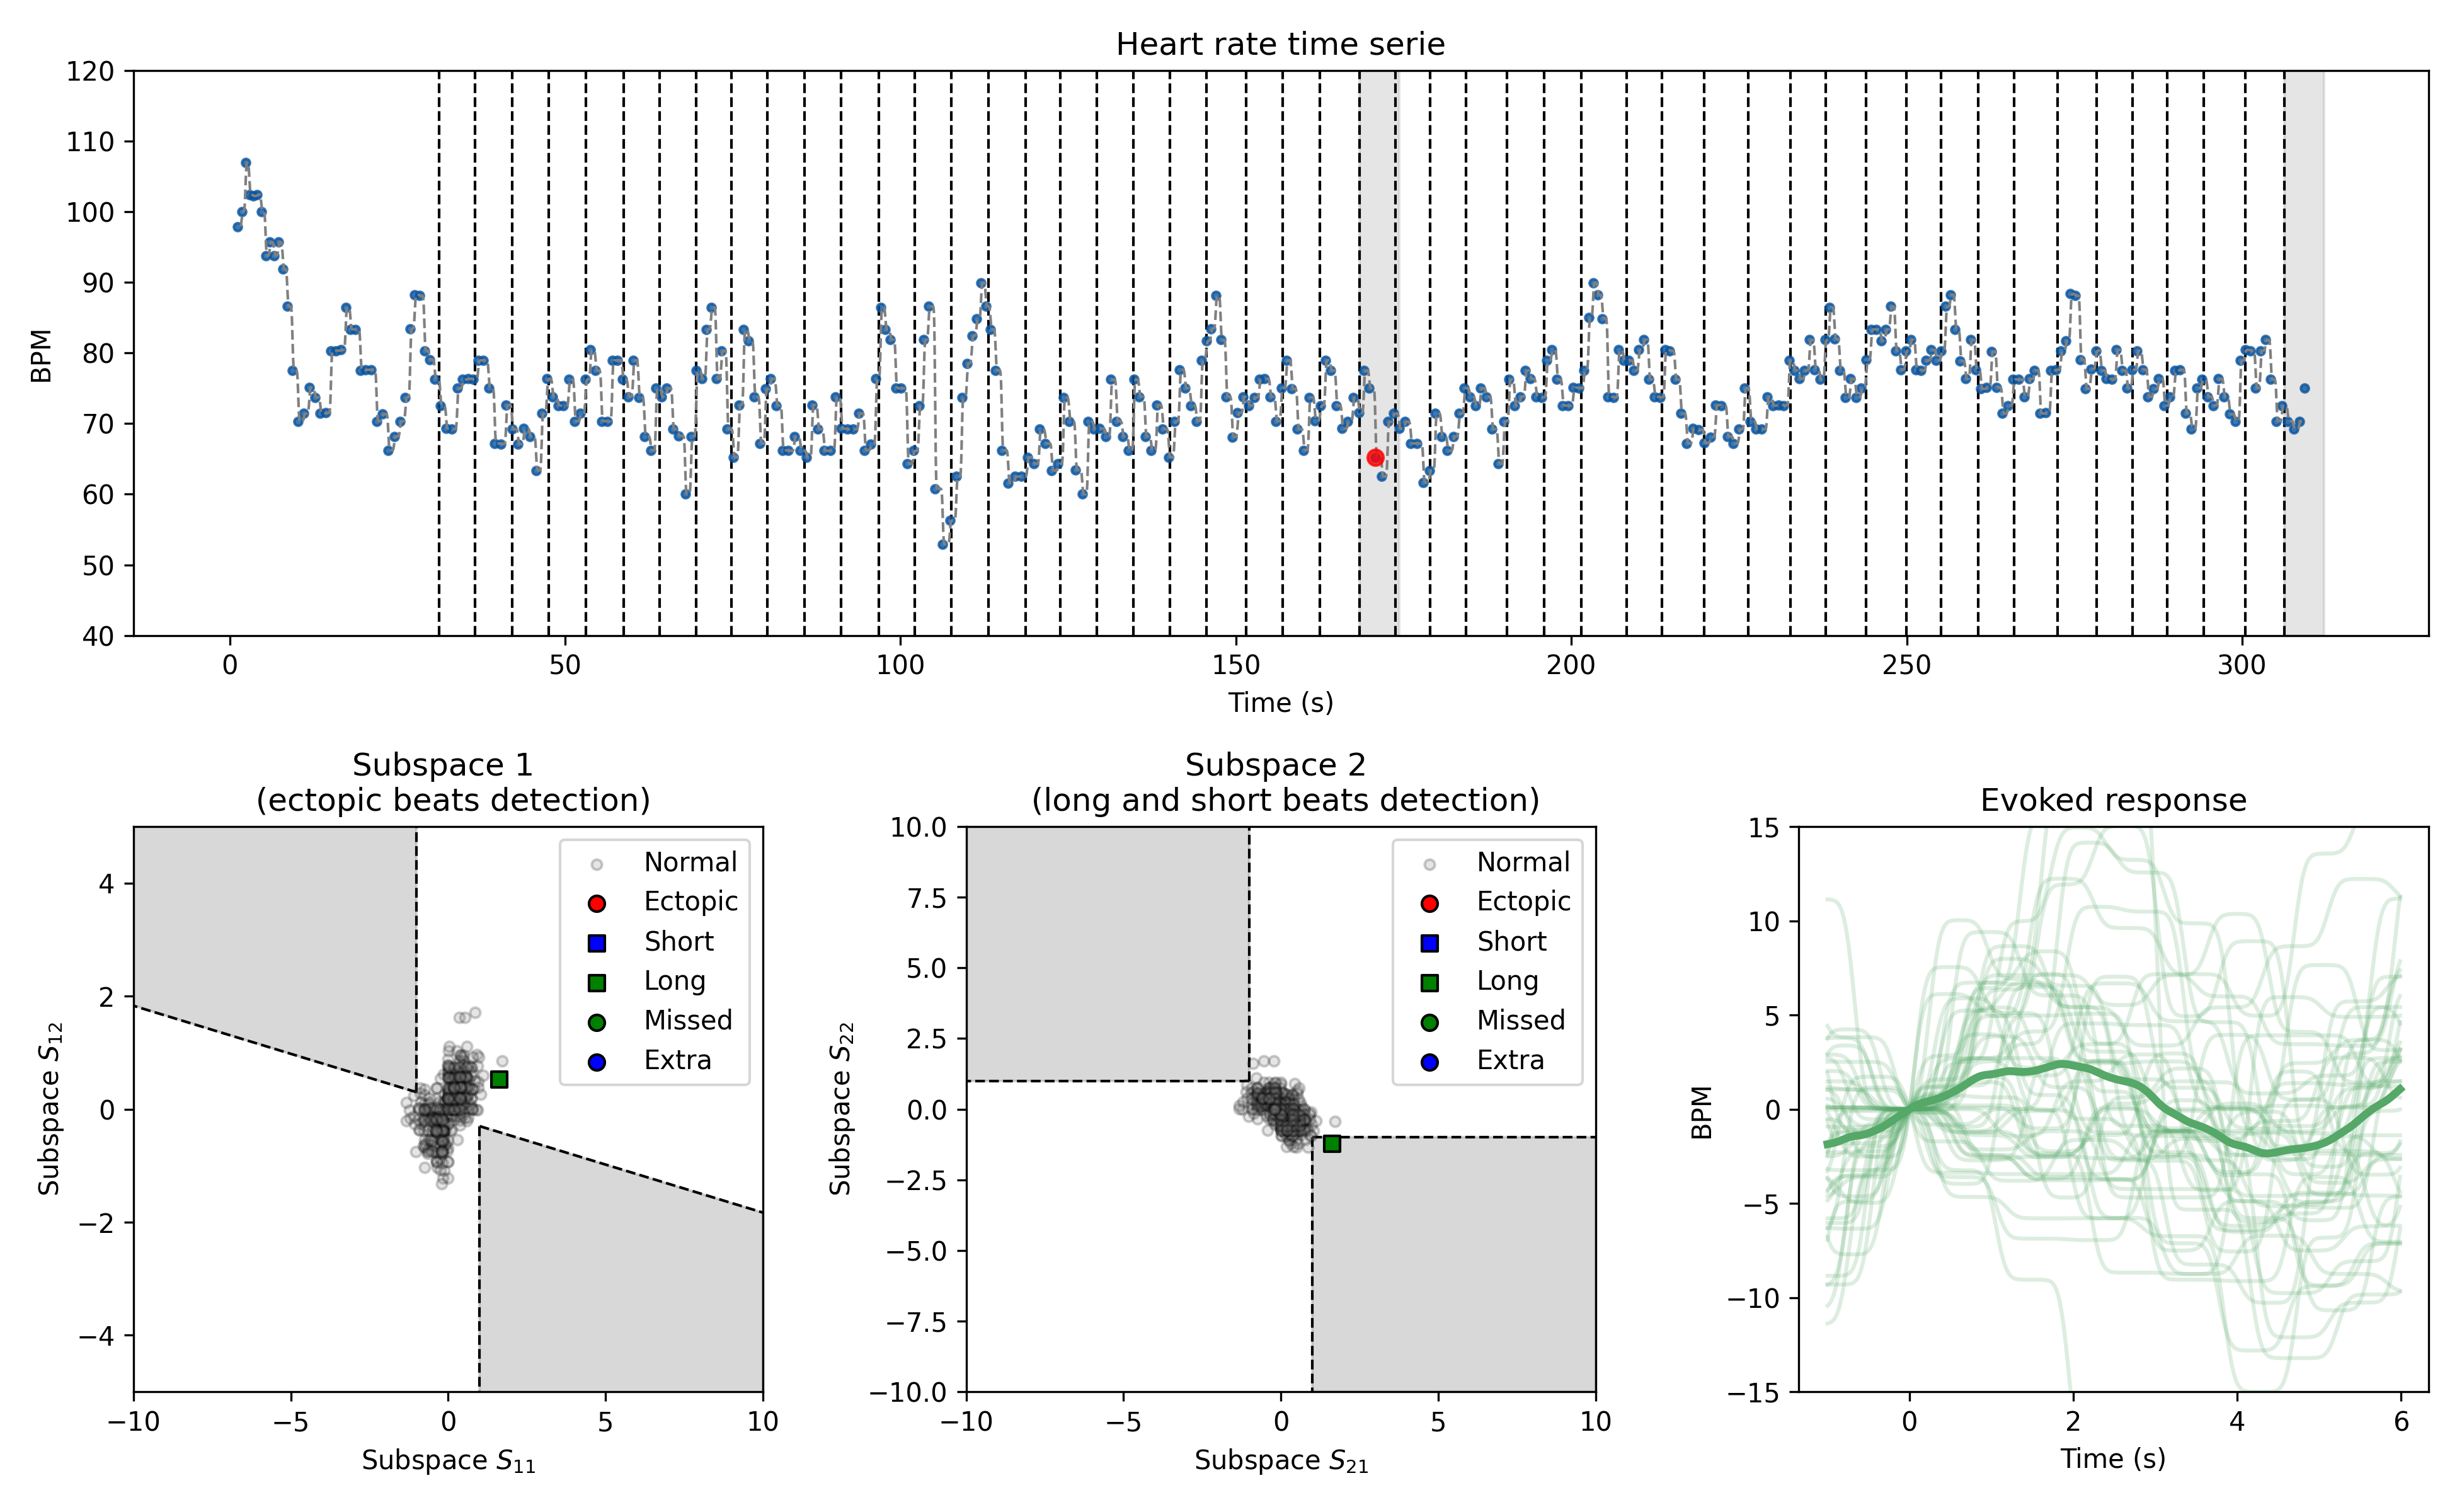 Heart rate time serie
120
110
100
90
80
70
60
50
40
BPM
0 50 100 150 200 250 300
Time (s)
Subspace 1
(ectopic beats detection)
4
2
0
−2
−4
Subspace S12
Normal
Ectopic
Short
Long
Missed
Extra
−10 −5 0 5 10
Subspace S11
Subspace 2
(long and short beats detection)
10.0
7.5
5.0
2.5
0.0
−2.5
−5.0
−7.5
−10.0
Subspace S22
Normal
Ectopic
Short
Long
Missed
Extra
−10 −5 0 5 10
Subspace S21
Evoked response
15
10
5
0
−5
−10
−15
BPM
0 2 4 6
Time (s)